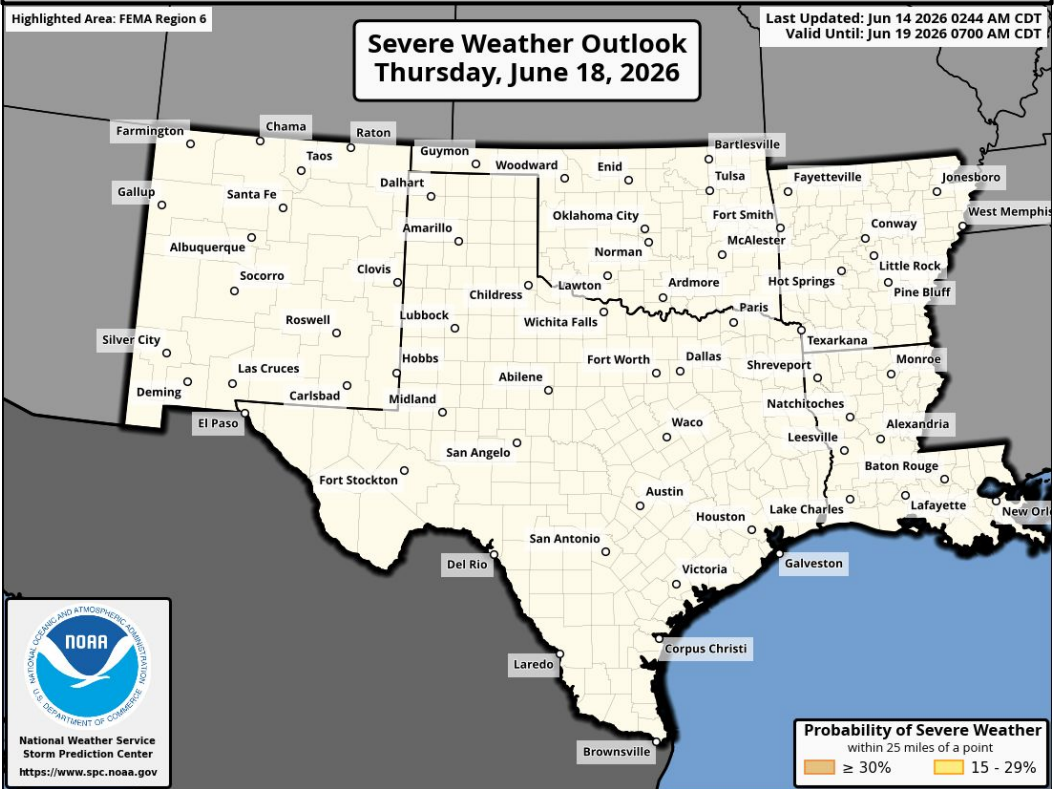 Highlighted Area: FEMA Region 6
Last Updated: Jun 14 2026 0244 AM CDT
Valid Until: Jun 19 2026 0700 AM CDT
Severe Weather Outlook
Thursday, June 18, 2026
Farmington
Chama
Raton
Taos
Guymon
Woodward
Enid
Bartlesville
Tulsa
Fayetteville
Jonesboro
Gallup
Santa Fe
Dalhart
Amarillo
Oklahoma City
Fort Smith
West Memphis
Conway
Albuquerque
Norman
McAlester
Socorro
Clovis
Childress
Lawton
Ardmore
Hot Springs
Little Rock
Pine Bluff
Roswell
Lubbock
Wichita Falls
Paris
Silver City
Texarkana
Hobbs
Fort Worth
Dallas
Shreveport
Monroe
Las Cruces
Abilene
Deming
Carlsbad
Midland
Natchitoches
El Paso
Waco
Alexandria
San Angelo
Leesville
Fort Stockton
Baton Rouge
Austin
Houston
Lake Charles
Lafayette
New Orl
San Antonio
Del Rio
Victoria
Galveston
Corpus Christi
Laredo
Brownsville
NATIONAL OCEANIC AND ATMOSPHERIC ADMINISTRATION
NOAA
U.S. DEPARTMENT OF COMMERCE
National Weather Service
Storm Prediction Center
https://www.spc.noaa.gov
Probability of Severe Weather
within 25 miles of a point
≥ 30%
15 - 29%